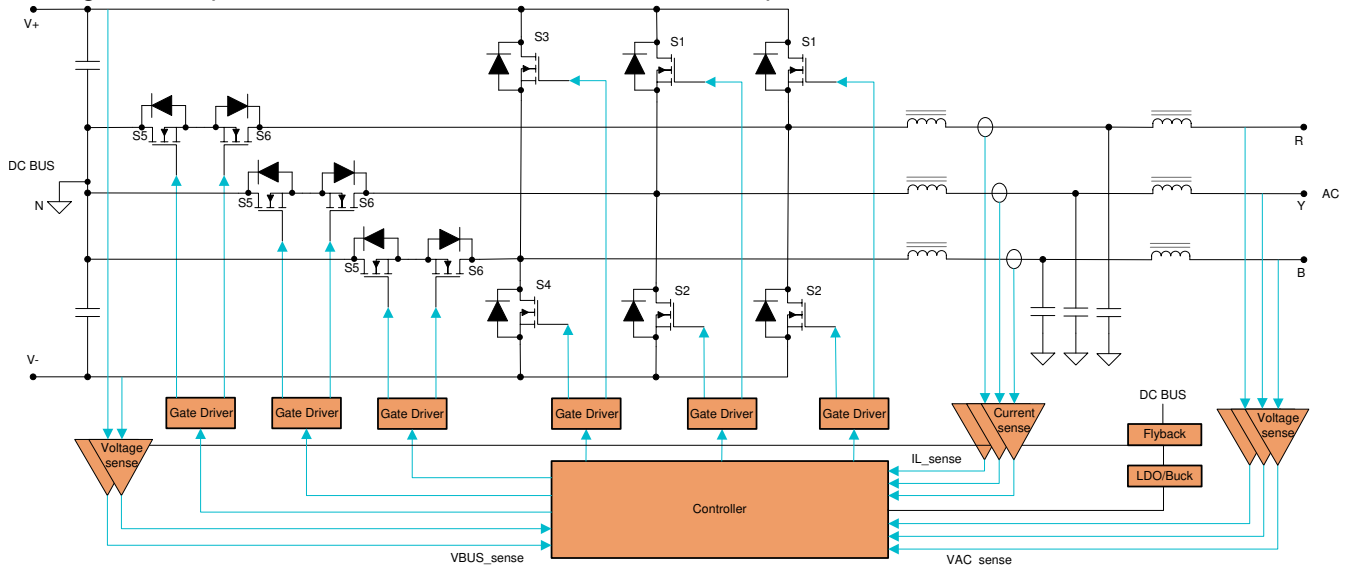 V+
S3
S1
S1
S5
S6
R
DC BUS
S5
S6
N
Y
AC
S5
S6
B
S4
S2
S2
V-
Gate Driver
Gate Driver
Gate Driver
Gate Driver
Gate Driver
Gate Driver
Current
sense
DC BUS
Voltage
sense
Flyback
Voltage
sense
IL_sense
LDO/Buck
Controller
VBUS_sense
VAC_sense